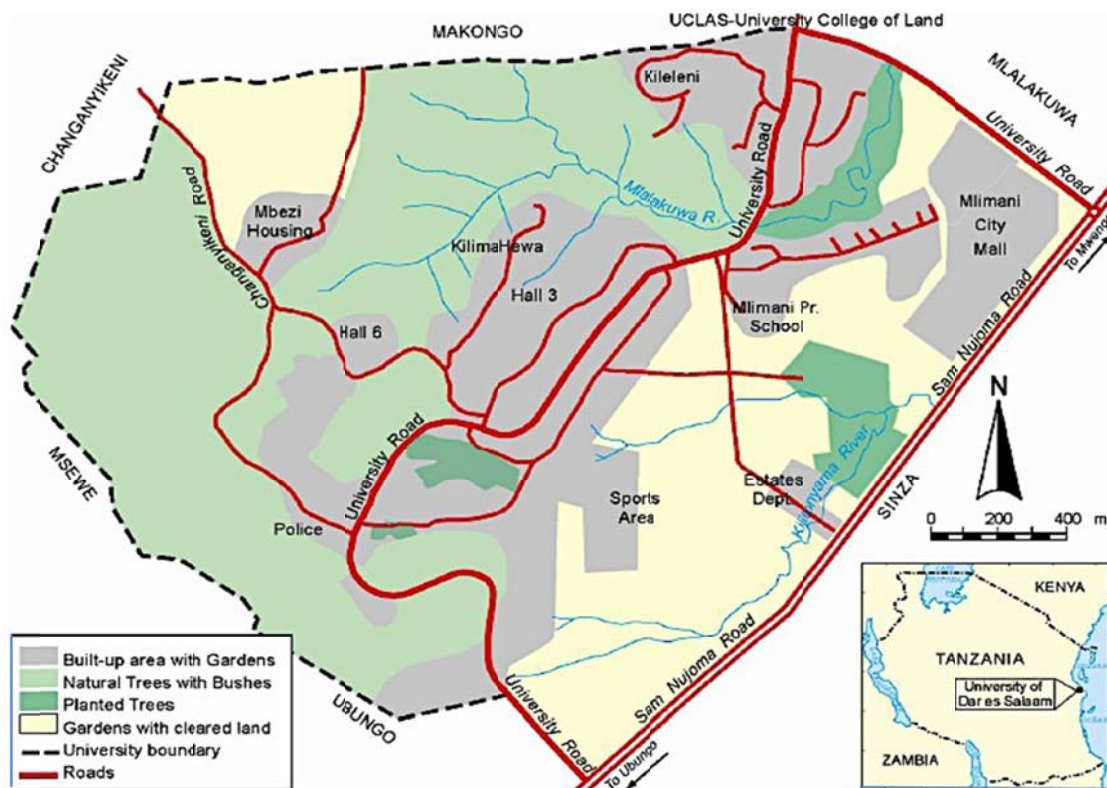 UCLAS-University College of Land
MAKONGO
CHANGANYIKENI
MLALAKUWA
Kileleni
University Road
University Road
Mlalakuwa R.
Changanyikeni Road
Mbezi
Housing
KilimaHewa
Hall 3
Hall 6
Mlimani
City
Mall
To Mwenge
Mlimani Pr.
School
Sam Nujoma Road
N
University Road
MSEWE
Police
Sports
Area
Estates
Dept.
River
SINZA
0 200 400 m
UBUNGO
University Road
Sam Nujoma Road
To Ubungo
Built-up area with Gardens
Natural Trees with Bushes
Planted Trees
Gardens with cleared land
University boundary
Roads
KENYA
TANZANIA
University of
Dar es Salaam
ZAMBIA